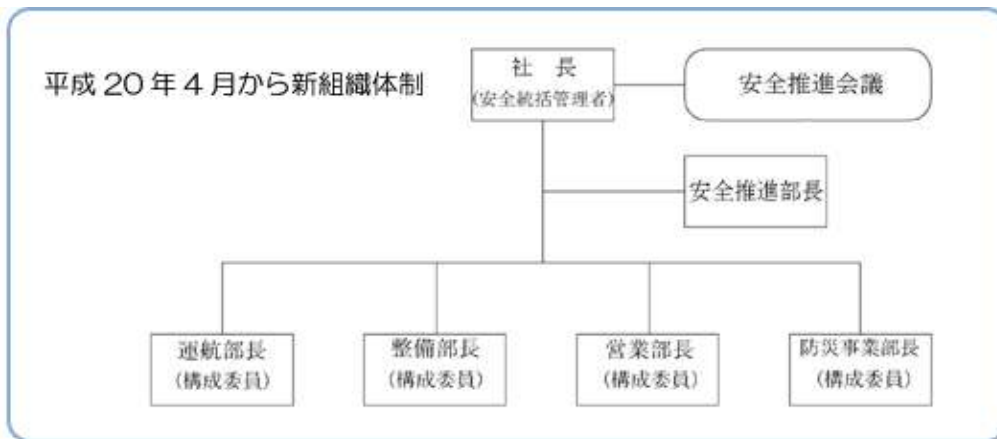 平成 20 年 4 月から新組織体制
社 長
(安全統括管理者)
安全推進会議
安全推進部長
運航部長
(構成委員)
整備部長
(構成委員)
営業部長
(構成委員)
防災事業部長
(構成委員)